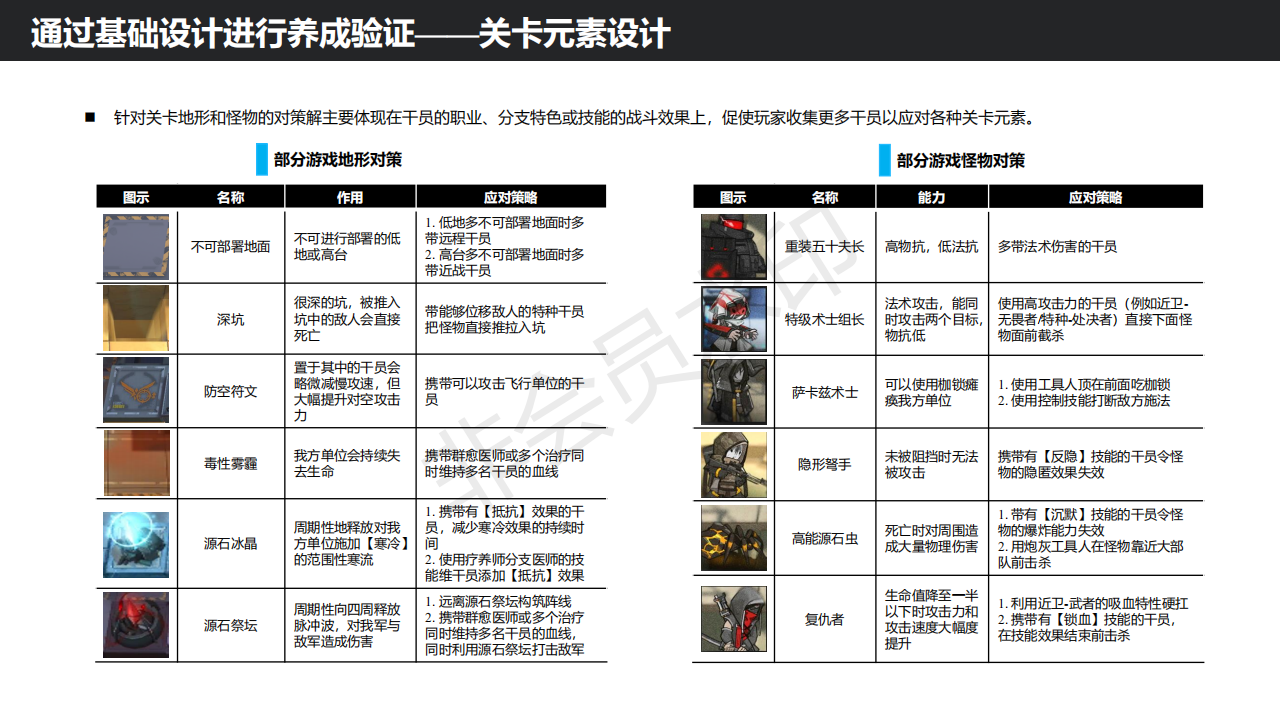 通过基础设计进行养成验证——关卡元素设计
■ 针对关卡地形和怪物的对策解主要体现在干员的职业、分支特色或技能的战斗效果上，促使玩家收集更多干员以应对各种关卡元素。
部分游戏地形对策
图示 名称 作用 应对策略
不可部署地面
不可进行部署的低
地或高台
1. 低地多不可部署地面时多
带远程干员
2. 高台多不可部署地面时多
带近战干员
深坑
很深的坑，被推入
坑中的敌人会直接
死亡
带能够位移敌人的特种干员
把怪物直接推拉入坑
防空符文
置于其中的干员会
略微减慢攻速，但
大幅提升对空攻击
力
携带可以攻击飞行单位的干
员
毒性雾霾
我方单位会持续失
去生命
携带群愈医师或多个治疗同
时维持多名干员的血线
源石冰晶
周期性地释放对我
方单位施加【寒冷】
的范围性寒流
1. 携带有【抵抗】效果的干
员，减少寒冷效果的持续时
间
2. 使用疗养师分支医师的技
能维干员添加【抵抗】效果
源石祭坛
周期性向四周释放
脉冲波，对我军与
敌军造成伤害
1. 远离源石祭坛构筑阵线
2. 携带群愈医师或多个治疗
同时维持多名干员的血线，
同时利用源石祭坛打击敌军
部分游戏怪物对策
图示 名称 能力 应对策略
重装五十夫长
高物抗，低法抗
多带法术伤害的干员
特级术士组长
法术攻击，能同
时攻击两个目标，
物抗低
使用高攻击力的干员（例如近卫-
无畏者/特种-处决者）直接下面怪
物面前截杀
萨卡兹术士
可以使用枷锁瘫
痪我方单位
1. 使用工具人顶在前面吃枷锁
2. 使用控制技能打断敌方施法
隐形弩手
未被阻挡时无法
被攻击
携带有【反隐】技能的干员令怪
物的隐匿效果失效
高能源石虫
死亡时对周围造
成大量物理伤害
1. 带有【沉默】技能的干员令怪
物的爆炸能力失效
2. 用炮灰工具人在怪物靠近大部
队前击杀
复仇者
生命值降至一半
以下时攻击力和
攻击速度大幅度
提升
1. 利用近卫-武者的吸血特性硬扛
2. 携带有【锁血】技能的干员，
在技能效果结束前击杀
非会员水印